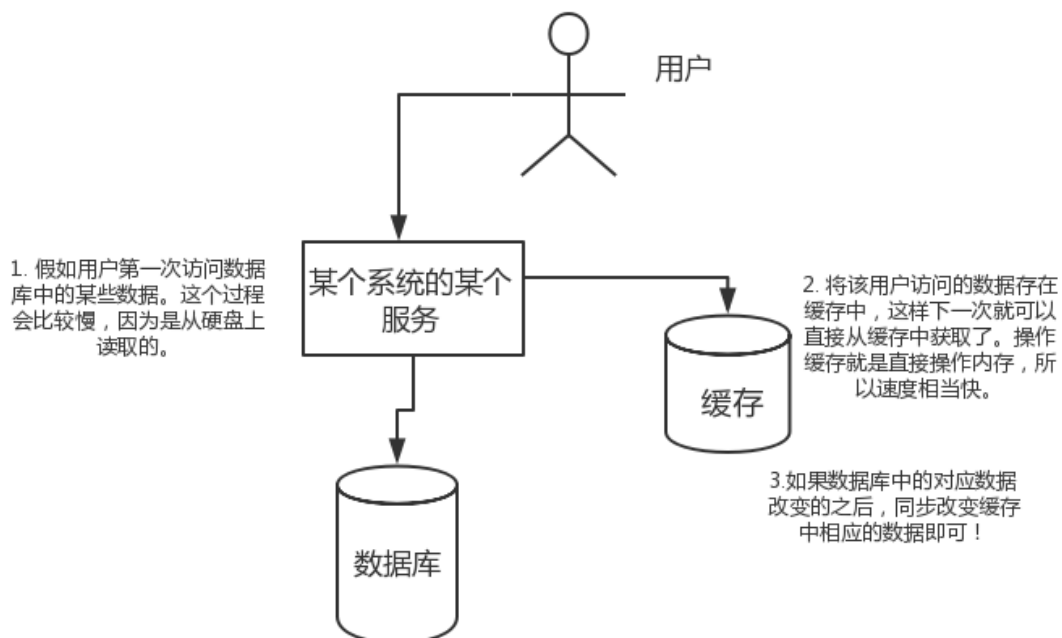 用户
1. 假如用户第一次访问数据
库中的某些数据。这个过程
会比较慢，因为是从硬盘上
读取的。
某个系统的某个
服务
2. 将该用户访问的数据存在
缓存中，这样下一次就可以
直接从缓存中获取了。操作
缓存就是直接操作内存，所
以速度相当快。
缓存
3.如果数据库中的对应数据
改变的之后，同步改变缓存
中相应的数据即可！
数据库